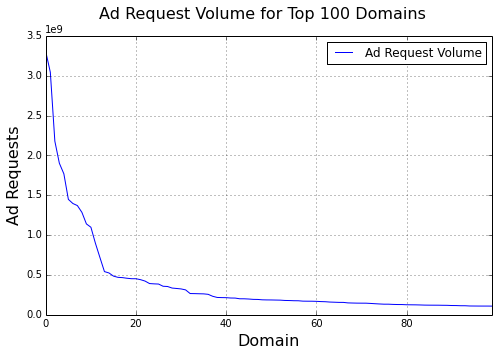 Ad Request Volume for Top 100 Domains
1e9
3.5
Ad Request Volume
3.0
2.5
2.0
1.5
1.0
0.5
0.0
Ad Requests
0 20 40 60 80
Domain